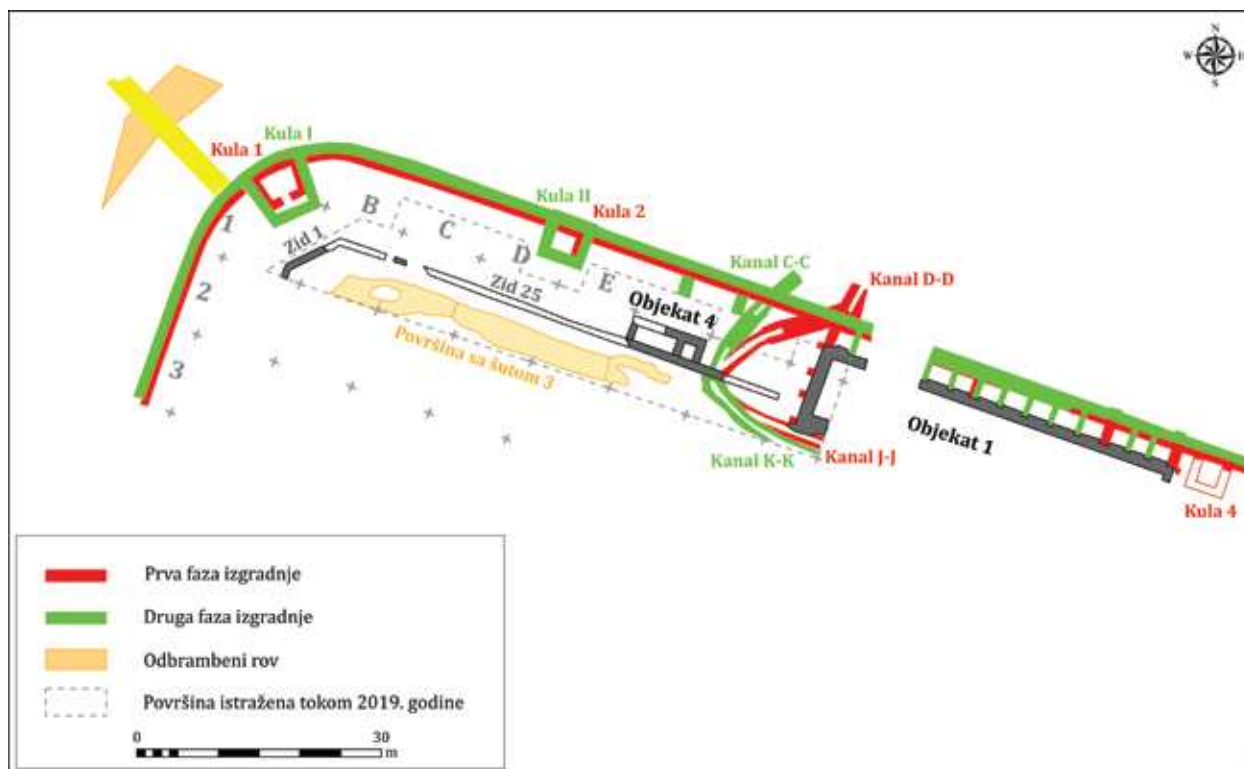 N
W E
S
Kula I
Kula 1
Kula II
Kula 2
1
B
C
D
E
Zid 1
2
Zid 25
Kanal C-C
Kanal D-D
Objekat 4
3
Površina sa šutom 3
Objekat 1
Kanal K-K
Kanal J-J
Kula 4
Prva faza izgradnje
Druga faza izgradnje
Odbrambeni rov
Površina istražena tokom 2019. godine
0 30
m